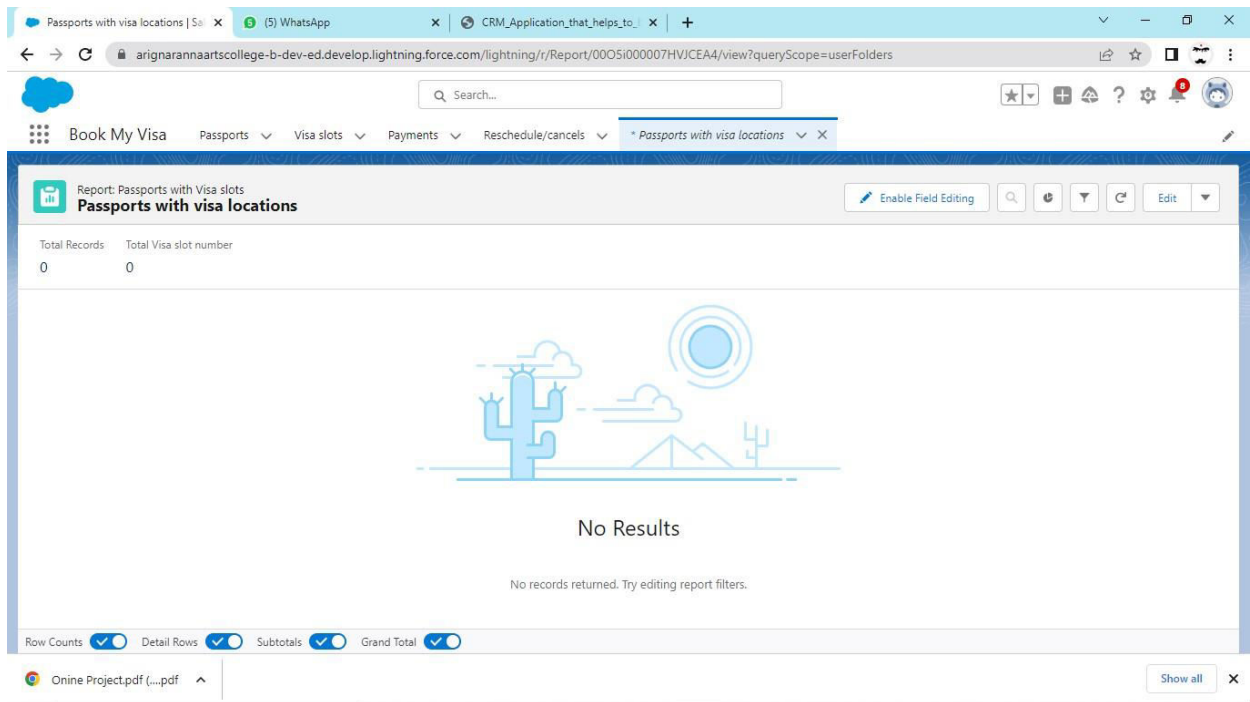 Passports with visa locations | Sa (5) WhatsApp CRM_Application_that_helps_to_
arignarannaartscollege-b-dev-ed.develop.lightning.force.com/lightning/r/Report/00O5i000007HVJCEA4/view?queryScope=userFolders
Search...
8
Book My Visa Passports Visa slots Payments Reschedule/cancels * Passports with visa locations
Report: Passports with Visa slots
Passports with visa locations
Enable Field Editing Edit
Total Records Total Visa slot number
0 0
No Results
No records returned. Try editing report filters.
Row Counts Detail Rows Subtotals Grand Total
Onine Project.pdf (....pdf Show all